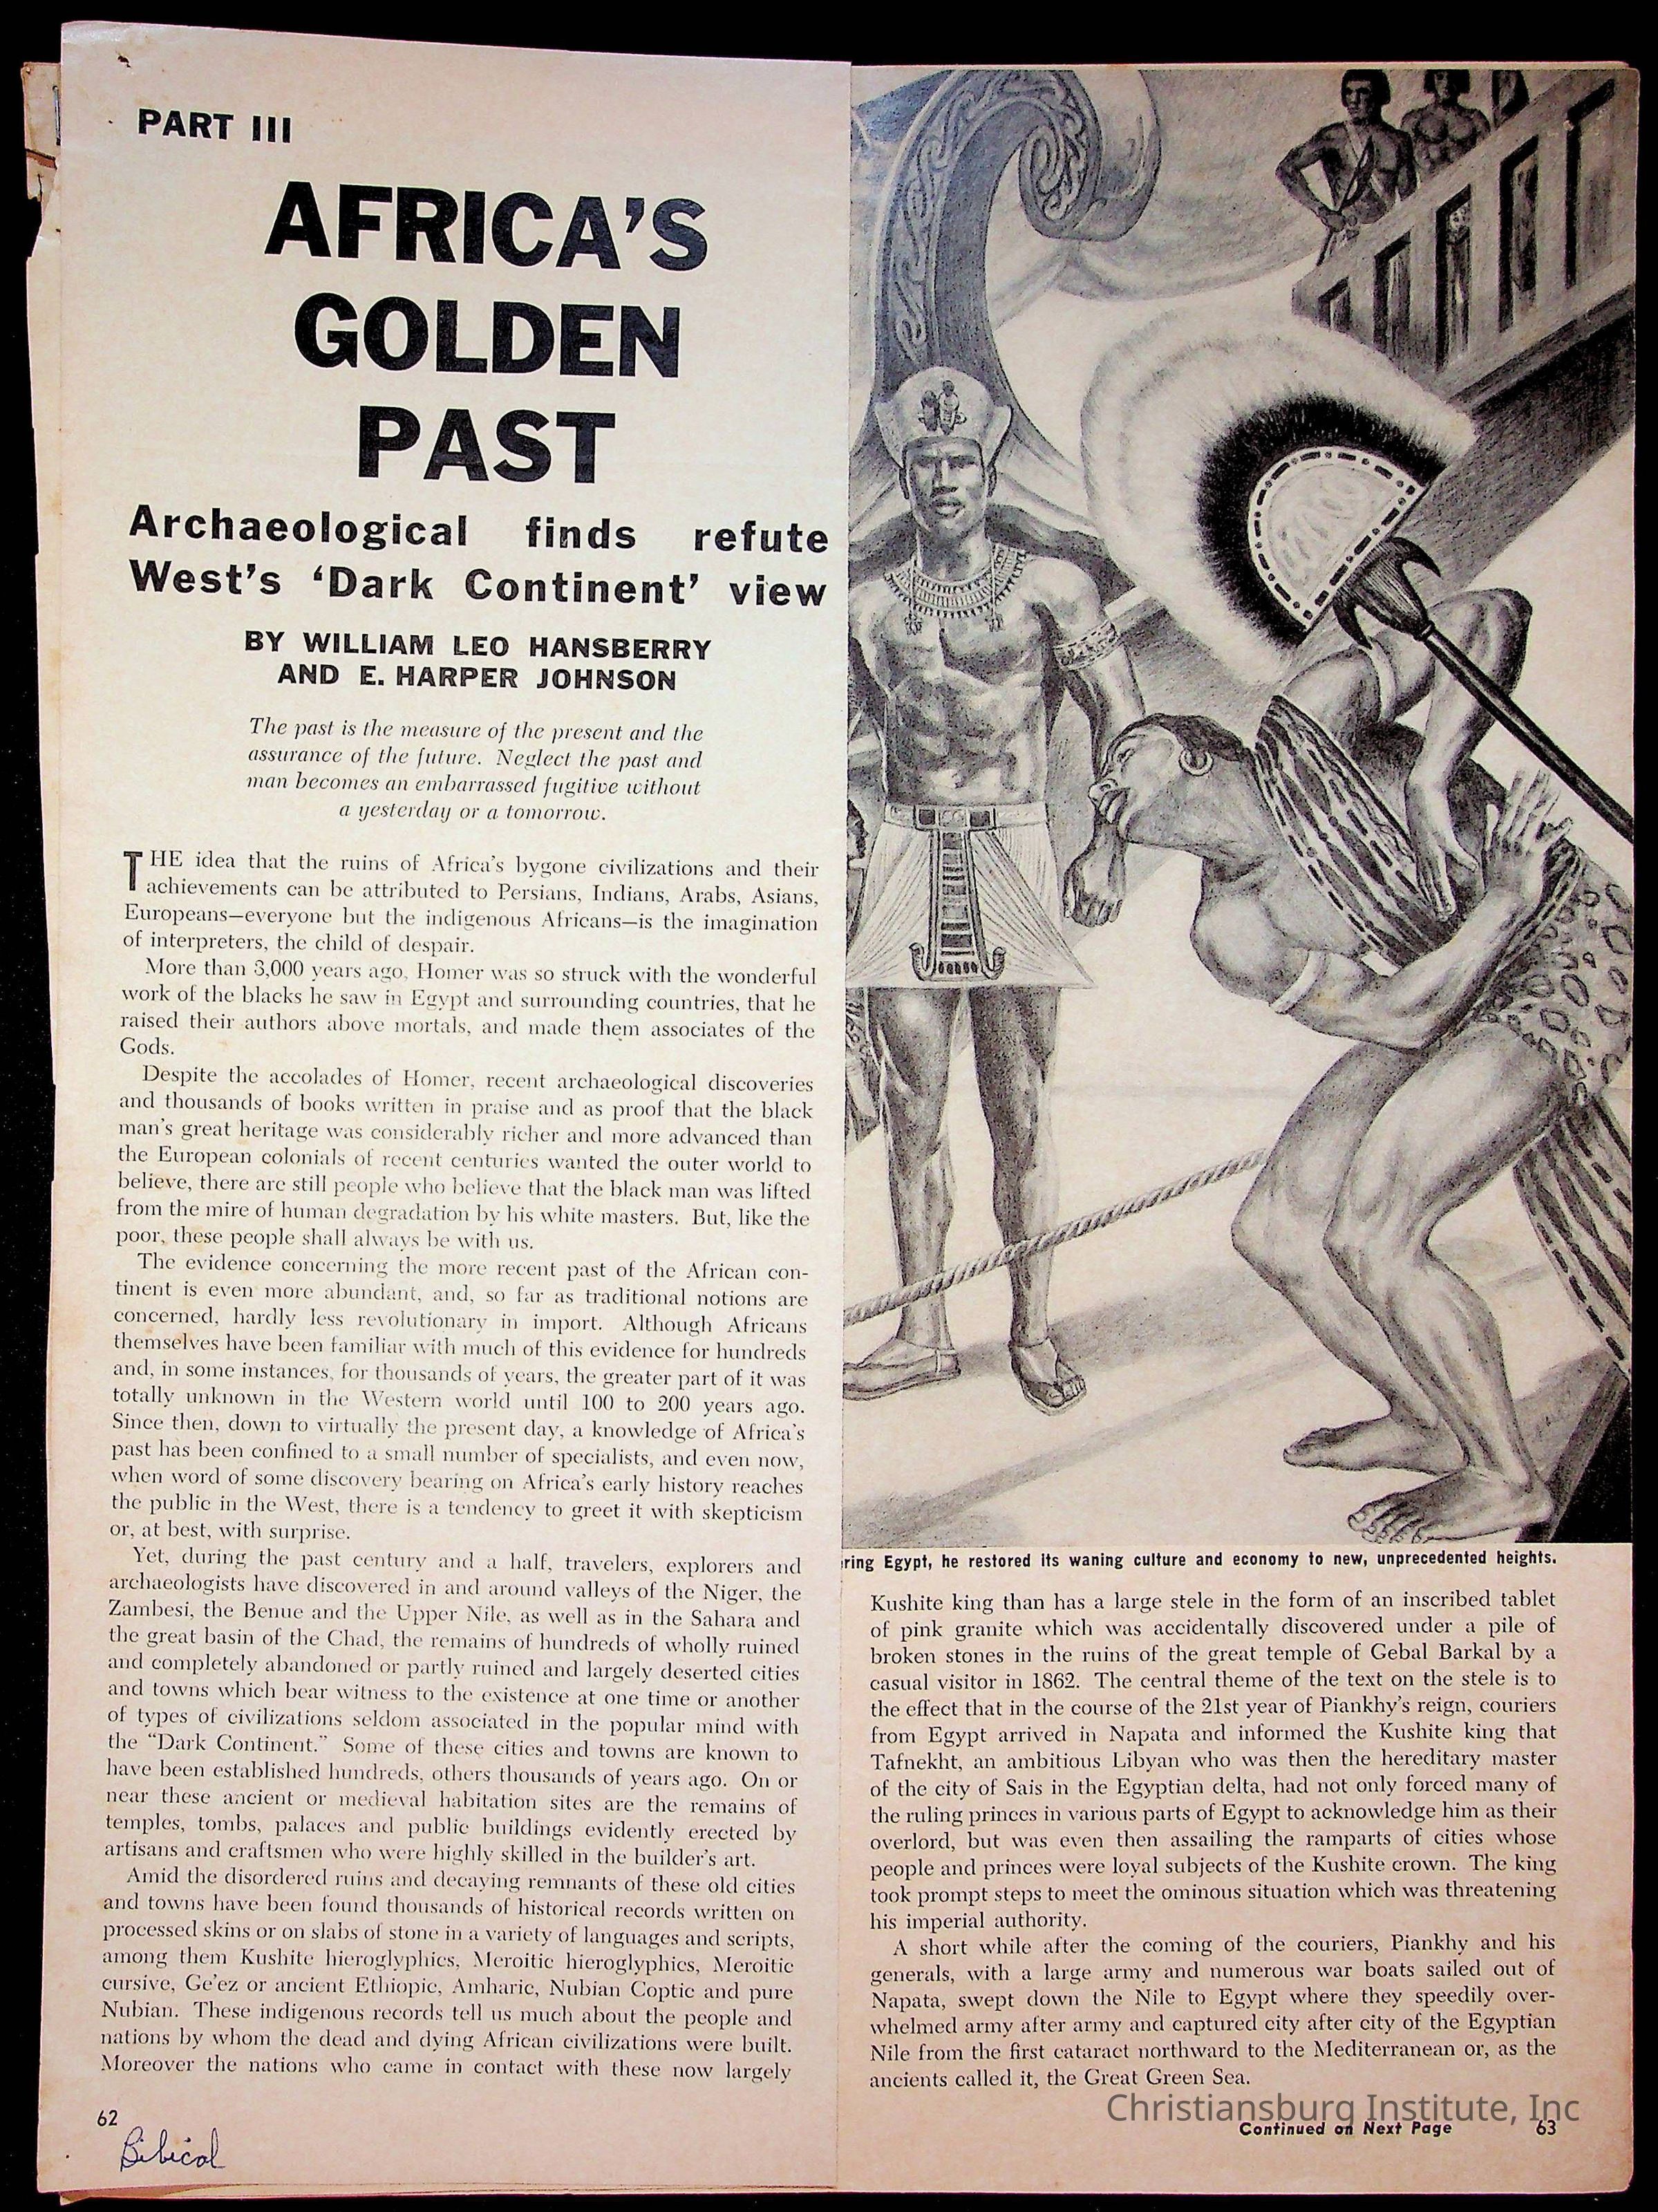 PART III
AFRICA'S
GOLDEN
PAST
Archaeological finds refute
West's 'Dark Continent' view
BY WILLIAM LEO HANSBERRY
AND E. HARPER JOHNSON
The past is the measure of the present and the
assurance of the future. Neglect the past and
man becomes an embarrassed fugitive without
a yesterday or a tomorrow.
THE idea that the ruins of Africa's bygone civilizations and their
achievements can be attributed to Persians, Indians, Arabs, Asians,
Europeans—everyone but the indigenous Africans—is the imagination
of interpreters, the child of despair.
More than 3,000 years ago, Homer was so struck with the wonderful
work of the blacks he saw in Egypt and surrounding countries, that he
raised their authors above mortals, and made them associates of the
Gods.
Despite the accolades of Homer, recent archaeological discoveries
and thousands of books written in praise and as proof that the black
man's great heritage was considerably richer and more advanced than
the European colonials of recent centuries wanted the outer world to
believe, there are still people who believe that the black man was lifted
from the mire of human degradation by his white masters. But, like the
poor, these people shall always be with us.
The evidence concerning the more recent past of the African con-
tinent is even more abundant, and, so far as traditional notions are
concerned, hardly less revolutionary in import. Although Africans
themselves have been familiar with much of this evidence for hundreds
and, in some instances, for thousands of years, the greater part of it was
totally unknown in the Western world until 100 to 200 years ago.
Since then, down to virtually the present day, a knowledge of Africa's
past has been confined to a small number of specialists, and even now,
when word of some discovery bearing on Africa's early history reaches
the public in the West, there is a tendency to greet it with skepticism
or, at best, with surprise.
Yet, during the past century and a half, travelers, explorers and
archaeologists have discovered in and around valleys of the Niger, the
Zambesi, the Benue and the Upper Nile, as well as in the Sahara and
the great basin of the Chad, the remains of hundreds of wholly ruined
and completely abandoned or partly ruined and largely deserted cities
and towns which bear witness to the existence at one time or another
of types of civilizations seldom associated in the popular mind with
the "Dark Continent." Some of these cities and towns are known to
have been established hundreds, others thousands of years ago. On or
near these ancient or medieval habitation sites are the remains of
temples, tombs, palaces and public buildings evidently erected by
artisans and craftsmen who were highly skilled in the builder's art.
Amid the disordered ruins and decaying remnants of these old cities
and towns have been found thousands of historical records written on
processed skins or on slabs of stone in a variety of languages and scripts,
among them Kushite hieroglyphics, Meroitic hieroglyphics, Meroitic
cursive, Ge'ez or ancient Ethiopic, Amharic, Nubian Coptic and pure
Nubian. These indigenous records tell us much about the people and
nations by whom the dead and dying African civilizations were built.
Moreover the nations who came in contact with these now largely
62
Bibical
ring Egypt, he restored its waning culture and economy to new, unprecedented heights.
Kushite king than has a large stele in the form of an inscribed tablet
of pink granite which was accidentally discovered under a pile of
broken stones in the ruins of the great temple of Gebal Barkal by a
casual visitor in 1862. The central theme of the text on the stele is to
the effect that in the course of the 21st year of Piankhy's reign, couriers
from Egypt arrived in Napata and informed the Kushite king that
Tafnekht, an ambitious Libyan who was then the hereditary master
of the city of Sais in the Egyptian delta, had not only forced many of
the ruling princes in various parts of Egypt to acknowledge him as their
overlord, but was even then assailing the ramparts of cities whose
people and princes were loyal subjects of the Kushite crown. The king
took prompt steps to meet the ominous situation which was threatening
his imperial authority.
A short while after the coming of the couriers, Piankhy and his
generals, with a large army and numerous war boats sailed out of
Napata, swept down the Nile to Egypt where they speedily over-
whelmed army after army and captured city after city of the Egyptian
Nile from the first cataract northward to the Mediterranean or, as the
ancients called it, the Great Green Sea.
Christiansburg Institute, Inc
Continued on Next Page 63